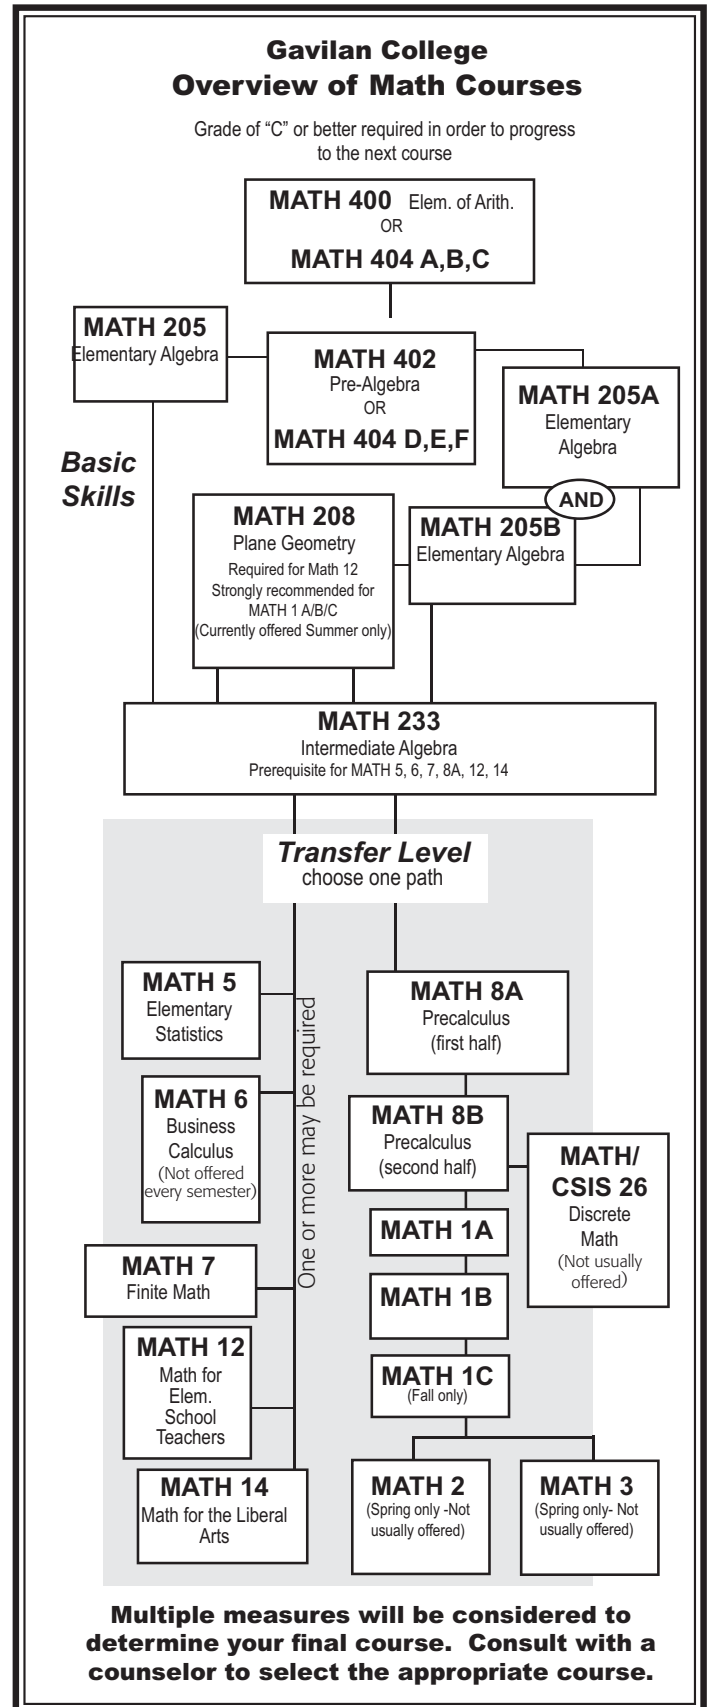 Gavilan College
Overview of Math Courses
Grade of “C” or better required in order to progress
to the next course
MATH 400 Elem. of Arith.
OR
MATH 404 A,B,C
MATH 205
Elementary Algebra
MATH 402
Pre-Algebra
OR
MATH 404 D,E,F
MATH 205A
Elementary
Algebra
Basic
Skills
AND
MATH 208
Plane Geometry
Required for Math 12
Strongly recommended for
MATH 1 A/B/C
(Currently offered Summer only)
MATH 205B
Elementary Algebra
MATH 233
Intermediate Algebra
Prerequisite for MATH 5, 6, 7, 8A, 12, 14
Transfer Level
choose one path
MATH 5
Elementary
Statistics
MATH 6
Business
Calculus
(Not offered
every semester)
MATH 7
Finite Math
MATH 12
Math for
Elem.
School
Teachers
MATH 14
Math for the Liberal
Arts
One or more may be required
MATH 8A
Precalculus
(first half)
MATH 8B
Precalculus
(second half)
MATH/
CSIS 26
Discrete
Math
(Not usually
offered)
MATH 1A
MATH 1B
MATH 1C
(Fall only)
MATH 2
(Spring only -Not
usually offered)
MATH 3
(Spring only- Not
usually offered)
Multiple measures will be considered to
determine your final course. Consult with a
counselor to select the appropriate course.